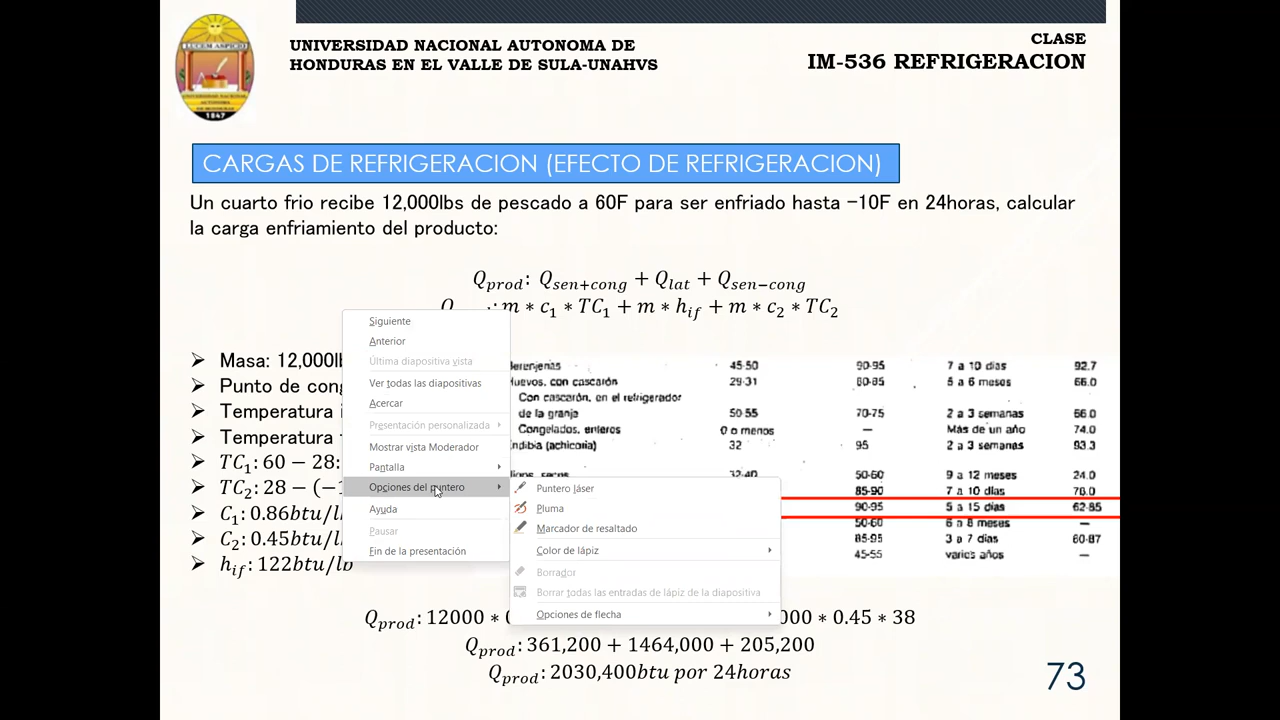 UNIVERSIDAD NACIONAL AUTONOMA DE
HONDURAS EN EL VALLE DE SULA-UNAHVS
CLASE
IM-536 REFRIGERACION
LUCEM ASPICIO
1847
CARGAS DE REFRIGERACION (EFECTO DE REFRIGERACION)
Un cuarto frio recibe 12,000lbs de pescado a 60F para ser enfriado hasta -10F en 24horas, calcular
la carga enfriamiento del producto:
Q_prod: Q_sen+cong + Q_lat + Q_sen-cong
m * c_1 * TC_1 + m * h_if + m * c_2 * TC_2
➢ Masa: 12,000lb
➢ Punto de cong
➢ Temperatura
➢ Temperatura
➢ TC_1: 60 − 28:
➢ TC_2: 28 − (−1
➢ C_1: 0.86btu/l
➢ C_2: 0.45btu/l
➢ h_if: 122btu/lb
Siguiente
Anterior
Última diapositiva vista
Ver todas las diapositivas
Acercar
Presentación personalizada
Mostrar vista Moderador
Pantalla
Opciones del puntero
Ayuda
Pausar
Fin de la presentación
Puntero láser
Pluma
Marcador de resaltado
Color de lápiz
Borrador
Borrar todas las entradas de lápiz de la diapositiva
Opciones de flecha
Berenjenas 45-50 90-95 7 a 10 días 92.7
Huevos, con cascarón 29-31 80-85 5 a 6 meses 66.0
Con cascarón, en el refrigerador
de la granja 50-55 70-75 2 a 3 semanas 66.0
Congelados, enteros 0 o menos — Más de un año 74.0
Endibia (achicoria) 32 95 2 a 3 semanas 93.3
32-40 50-60 9 a 12 meses 24.0
85-90 7 a 10 días 78.0
90-95 5 a 15 días 62-85
50-60 6 a 8 meses —
85-95 3 a 7 días 60-87
45-55 varios años —
Q_prod: 12000 * 000 * 0.45 * 38
Q_prod: 361,200 + 1464,000 + 205,200
Q_prod: 2030,400btu por 24horas
73